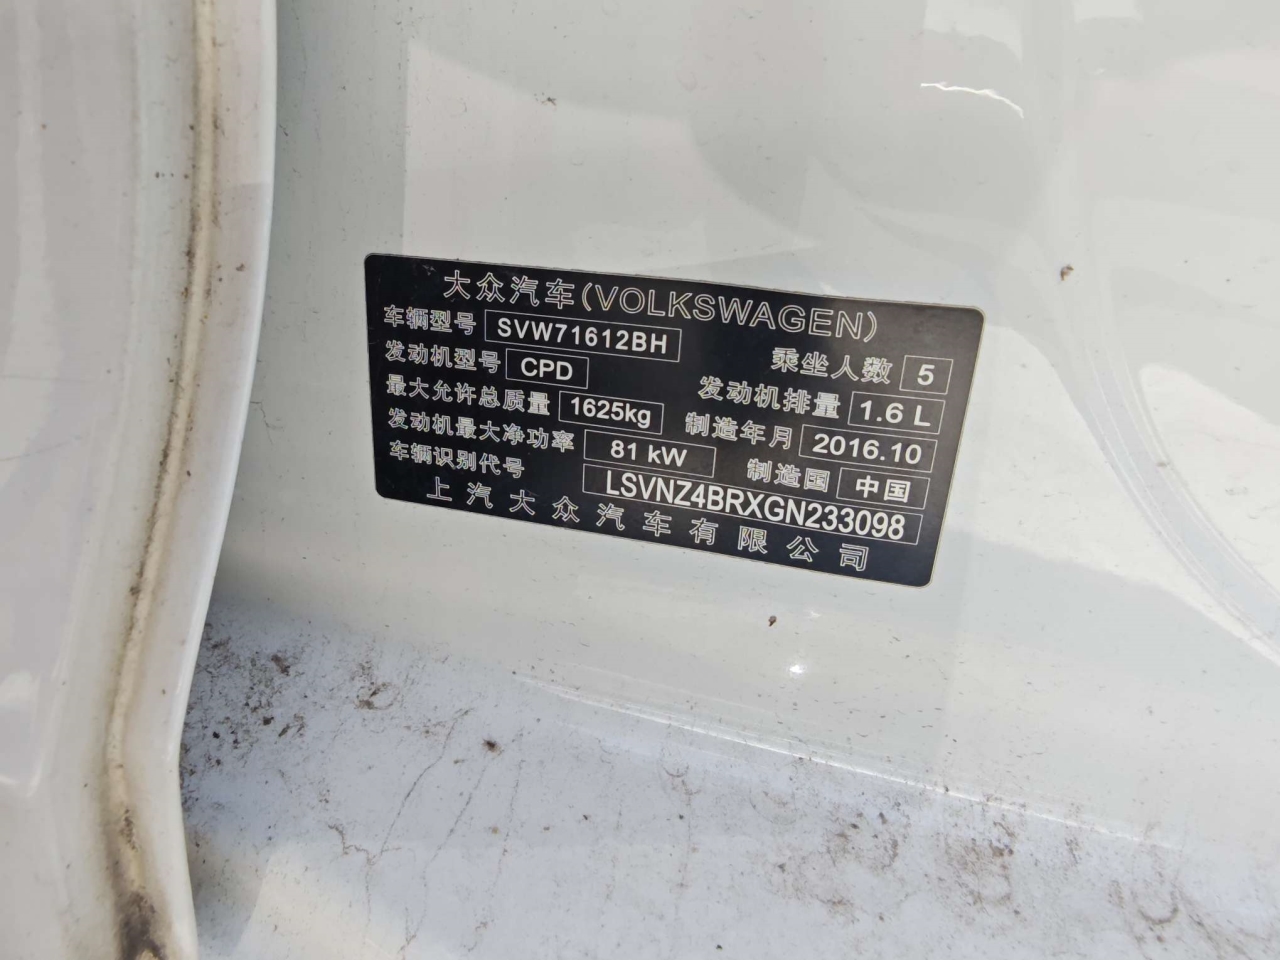 大众汽车(VOLKSWAGEN)
车辆型号 SVW71612BH 乘坐人数 5
发动机型号 CPD 发动机排量 1.6 L
最大允许总质量 1625kg 制造年月 2016.10
发动机最大净功率 81 kW 制造国 中国
车辆识别代号 LSVNZ4BRXGN233098
上汽大众汽车有限公司